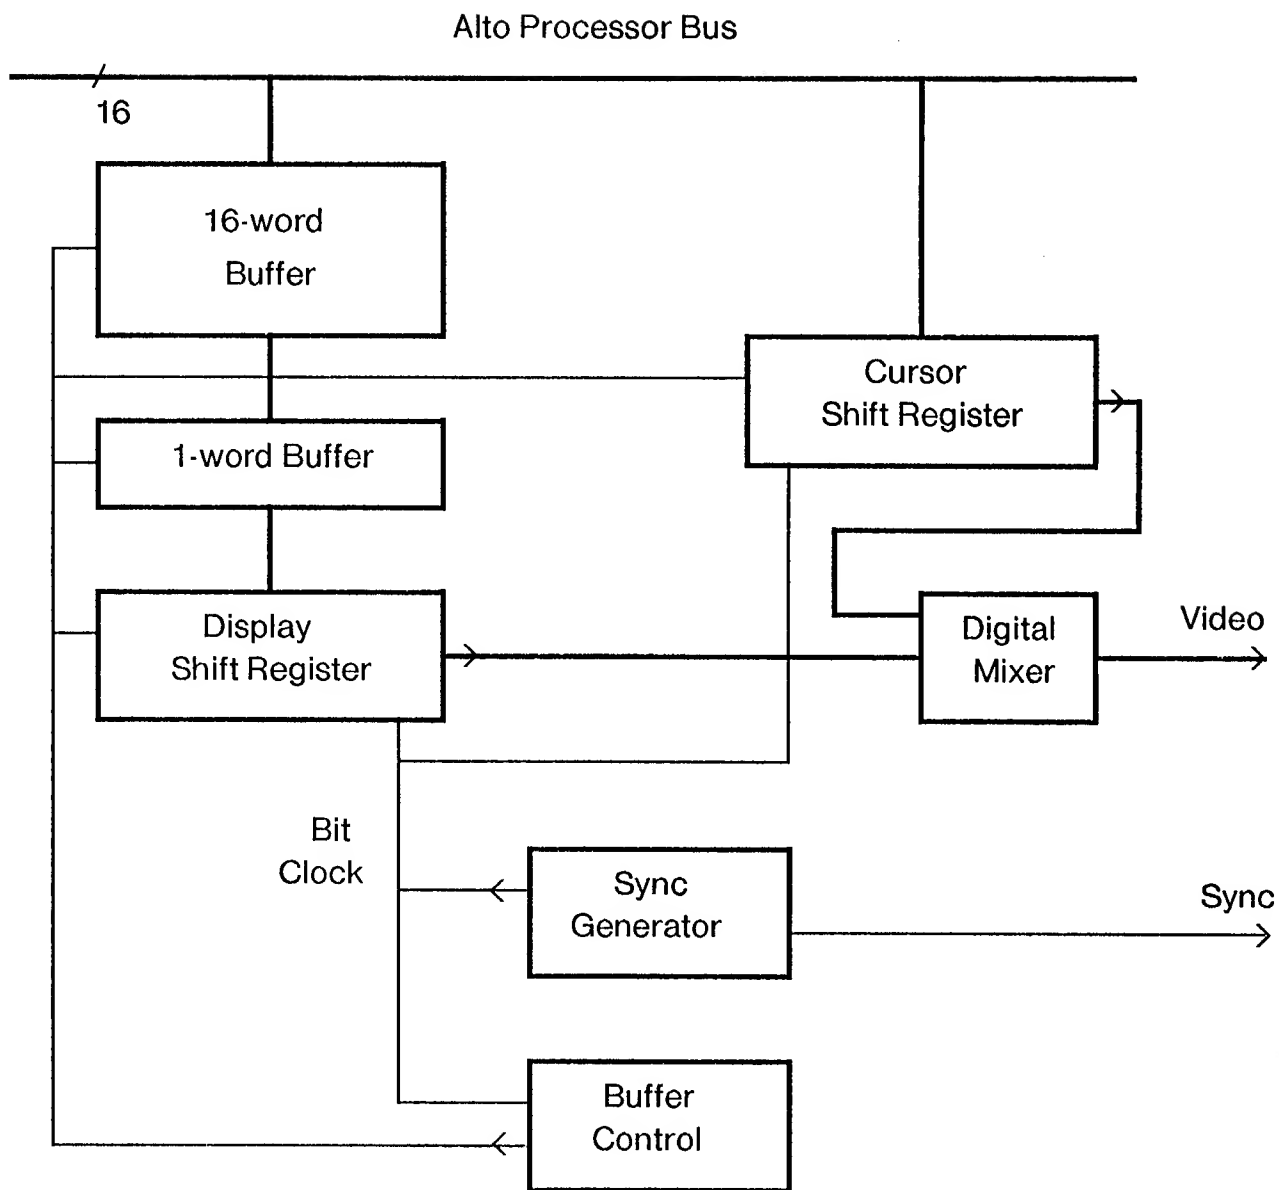 Alto Processor Bus
16
16-word
Buffer
Cursor
Shift Register
1-word Buffer
Display
Shift Register
Digital
Mixer
Video
Bit
Clock
Sync
Generator
Sync
Buffer
Control